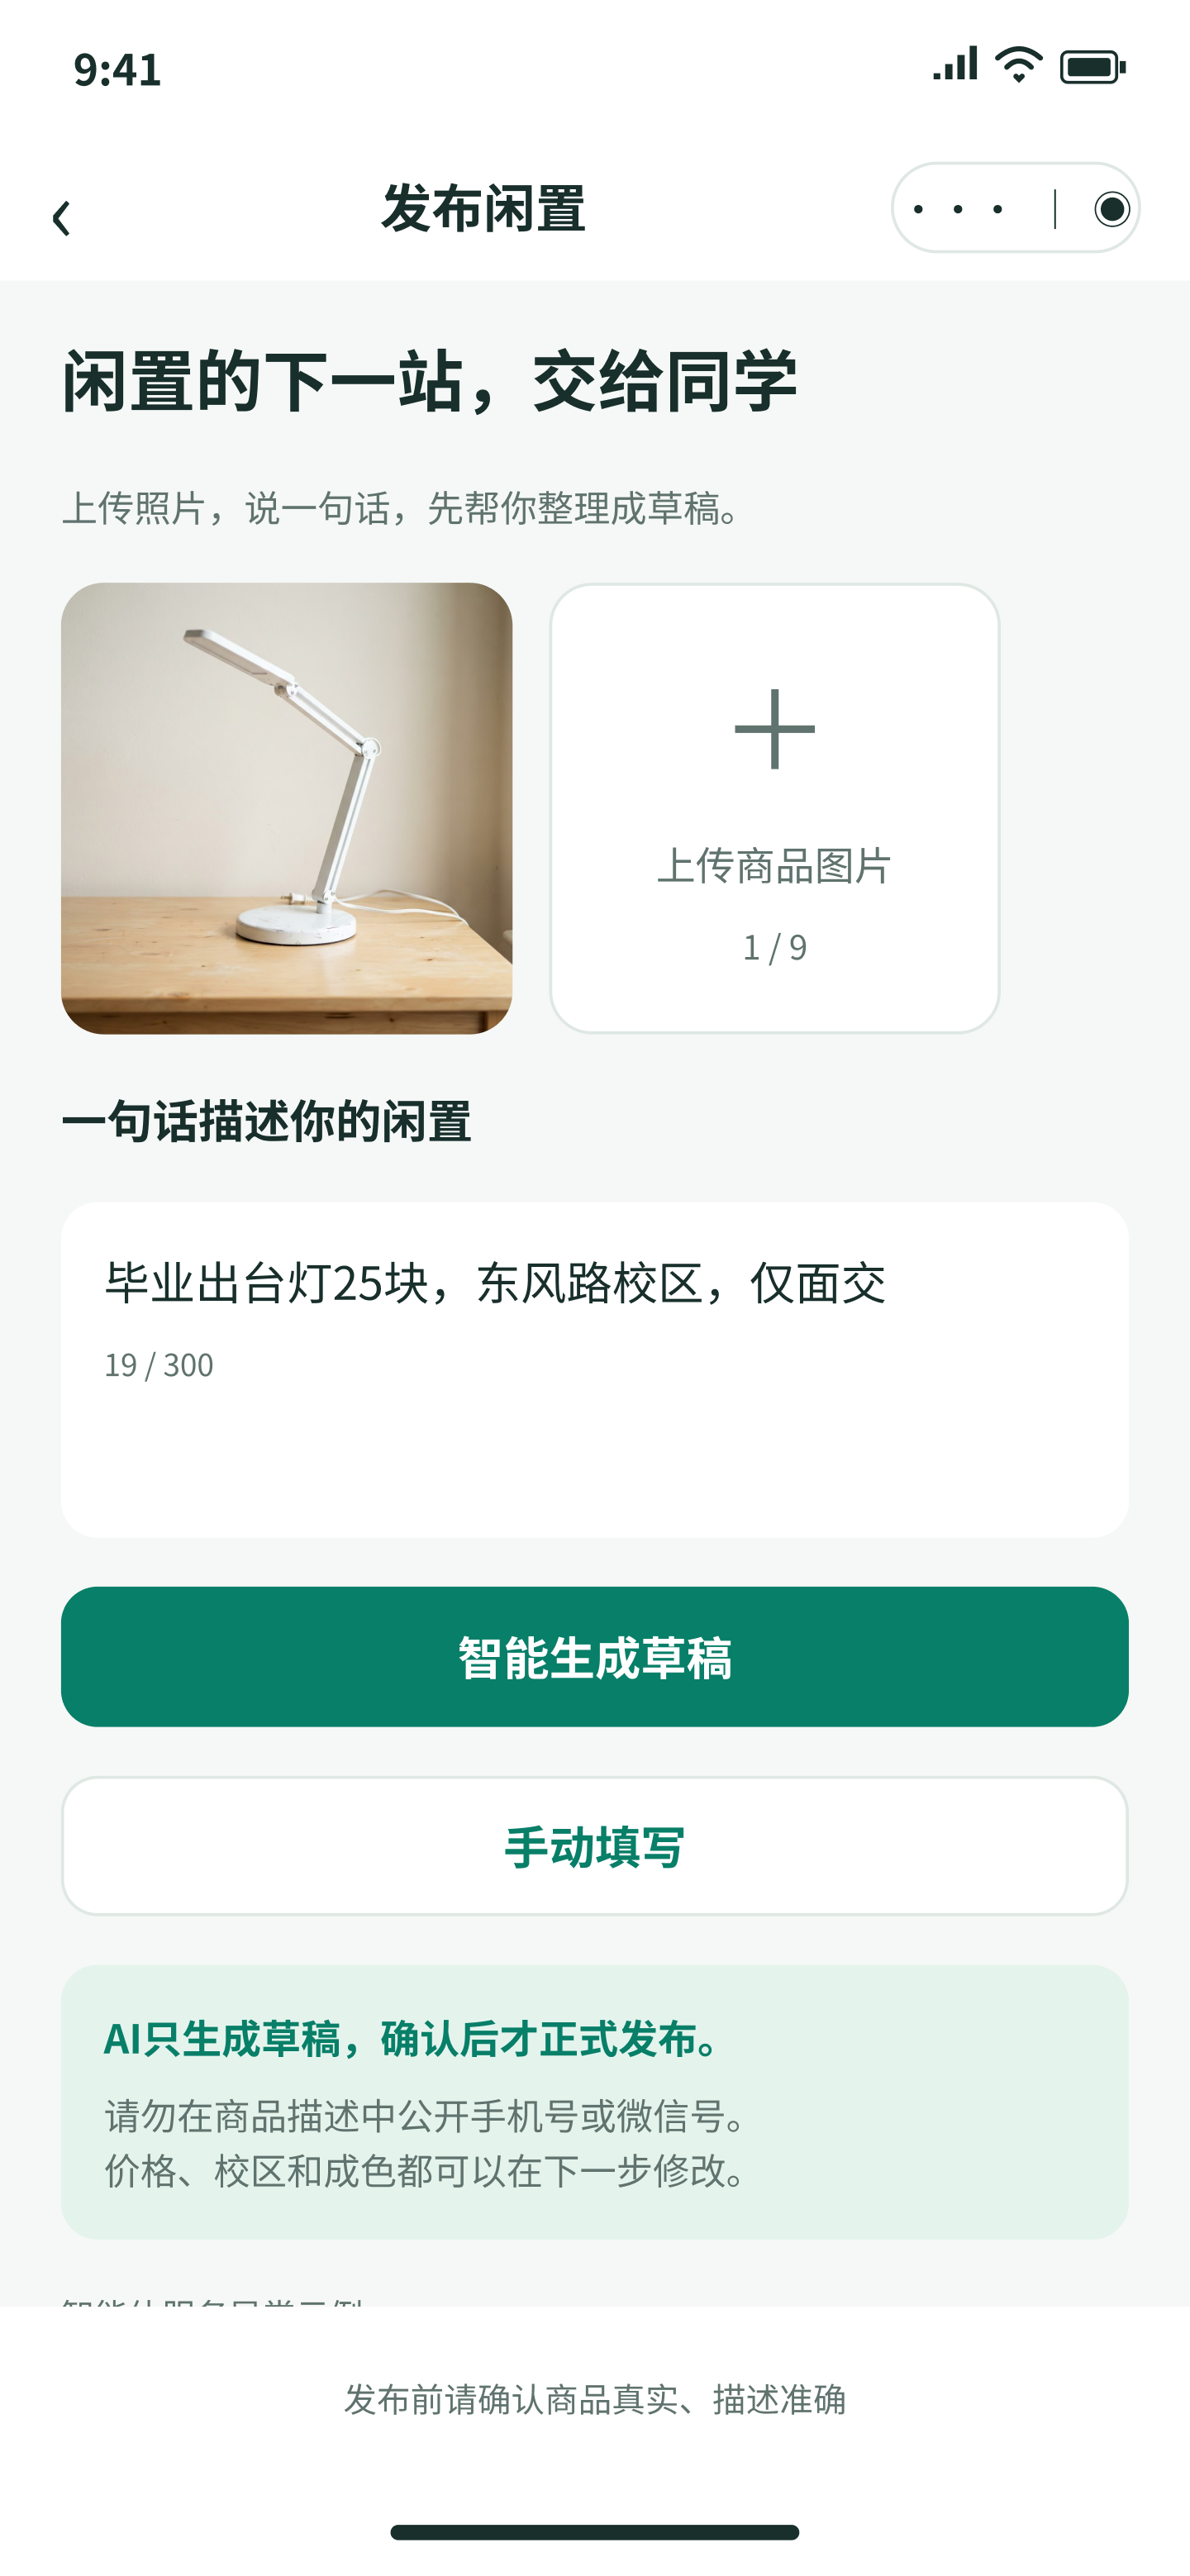 9:41
发布闲置
闲置的下一站，交给同学
上传照片，说一句话，先帮你整理成草稿。
上传商品图片
1 / 9
一句话描述你的闲置
毕业出台灯25块，东风路校区，仅面交
19 / 300
智能生成草稿
手动填写
AI只生成草稿，确认后才正式发布。
请勿在商品描述中公开手机号或微信号。
价格、校区和成色都可以在下一步修改。
发布前请确认商品真实、描述准确